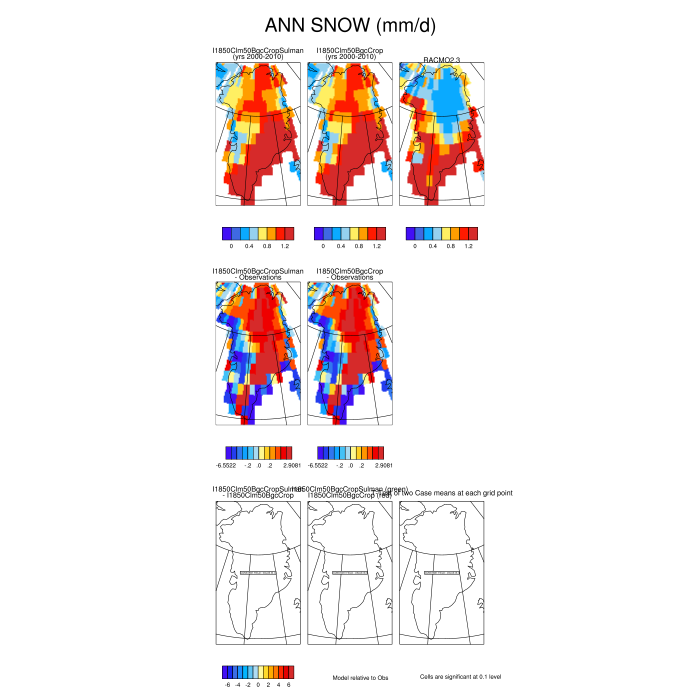 ANN SNOW (mm/d)
I1850Clm50BgcCropSulman
(yrs 2000-2010)
I1850Clm50BgcCrop
(yrs 2000-2010)
RACMO2.3
0 0.4 0.8 1.2
0 0.4 0.8 1.2
0 0.4 0.8 1.2
I1850Clm50BgcCropSulman
- Observations
I1850Clm50BgcCrop
- Observations
-6.5522 -.2 .0 .2 2.9081
-6.5522 -.2 .0 .2 2.9081
I1850Clm50BgcCropSulman
- I1850Clm50BgcCrop
I1850Clm50BgcCropSulman (green)
I1850Clm50BgcCrop (red)
of two Case means at each grid point
-6 -4 -2 0 2 4 6
Model relative to Obs
Cells are significant at 0.1 level